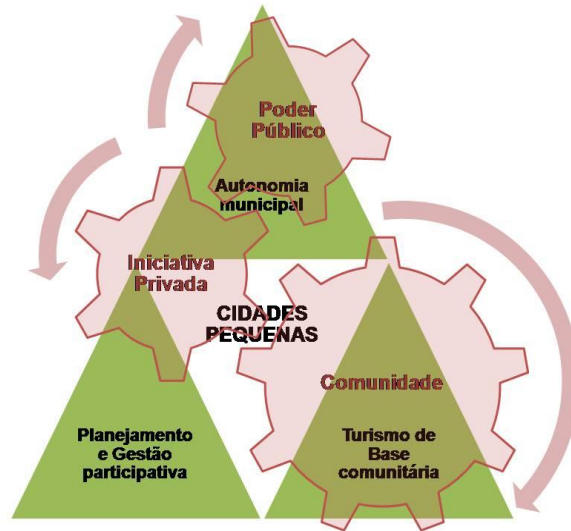 Poder
Público
Autonomia
municipal
Iniciativa
Privada
CIDADES
PEQUENAS
Comunidade
Planejamento
e Gestão
participativa
Turismo de
Base
comunitária